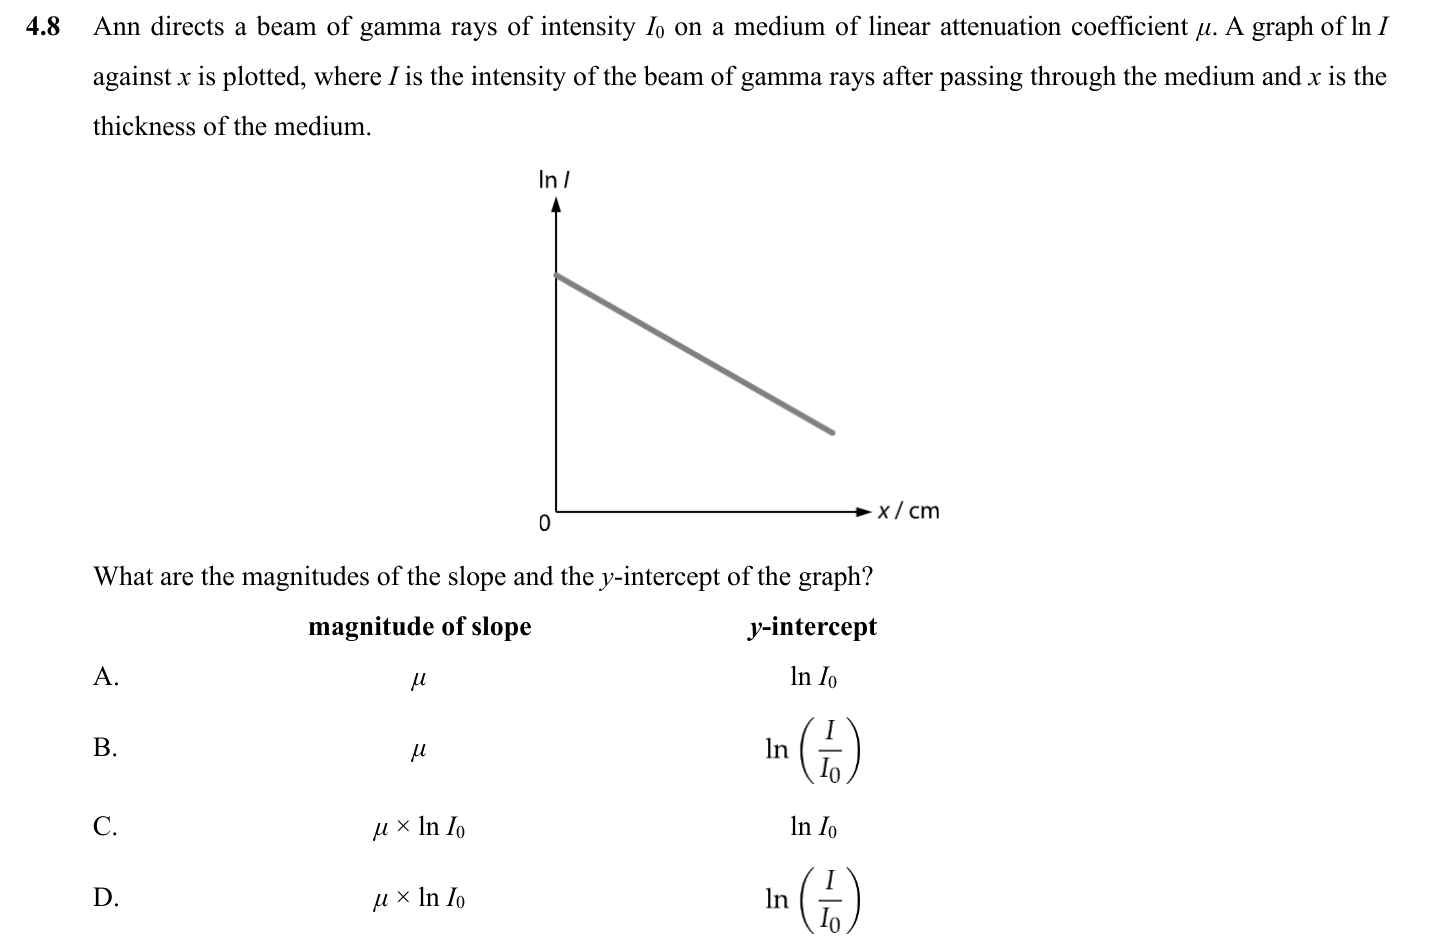 4.8 Ann directs a beam of gamma rays of intensity I₀ on a medium of linear attenuation coefficient μ. A graph of ln I
against x is plotted, where I is the intensity of the beam of gamma rays after passing through the medium and x is the
thickness of the medium.
ln I
0
x / cm
What are the magnitudes of the slope and the y-intercept of the graph?
magnitude of slope y-intercept
A. μ ln I₀
B. μ ln (I/I₀)
C. μ × ln I₀ ln I₀
D. μ × ln I₀ ln (I/I₀)